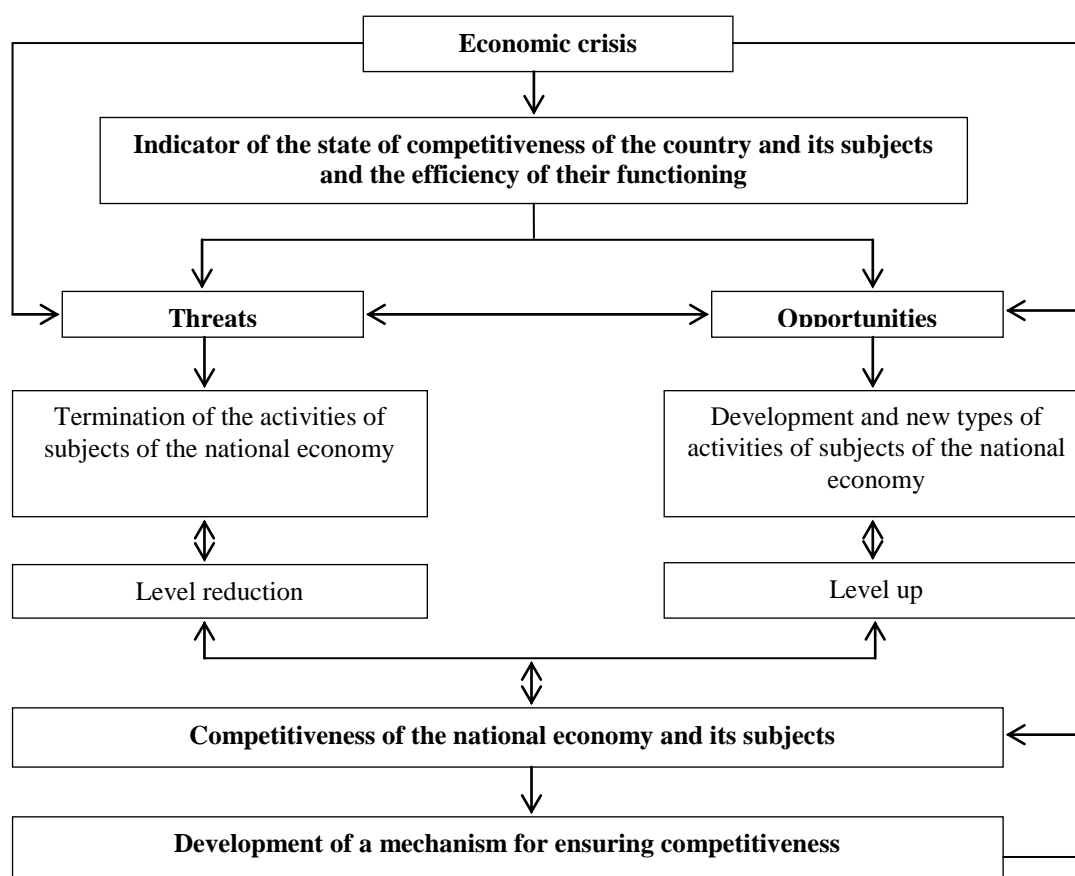 Economic crisis
Indicator of the state of competitiveness of the country and its subjects
and the efficiency of their functioning
Threats
Opportunities
Termination of the activities of
subjects of the national economy
Development and new types of
activities of subjects of the national
economy
Level reduction
Level up
Competitiveness of the national economy and its subjects
Development of a mechanism for ensuring competitiveness